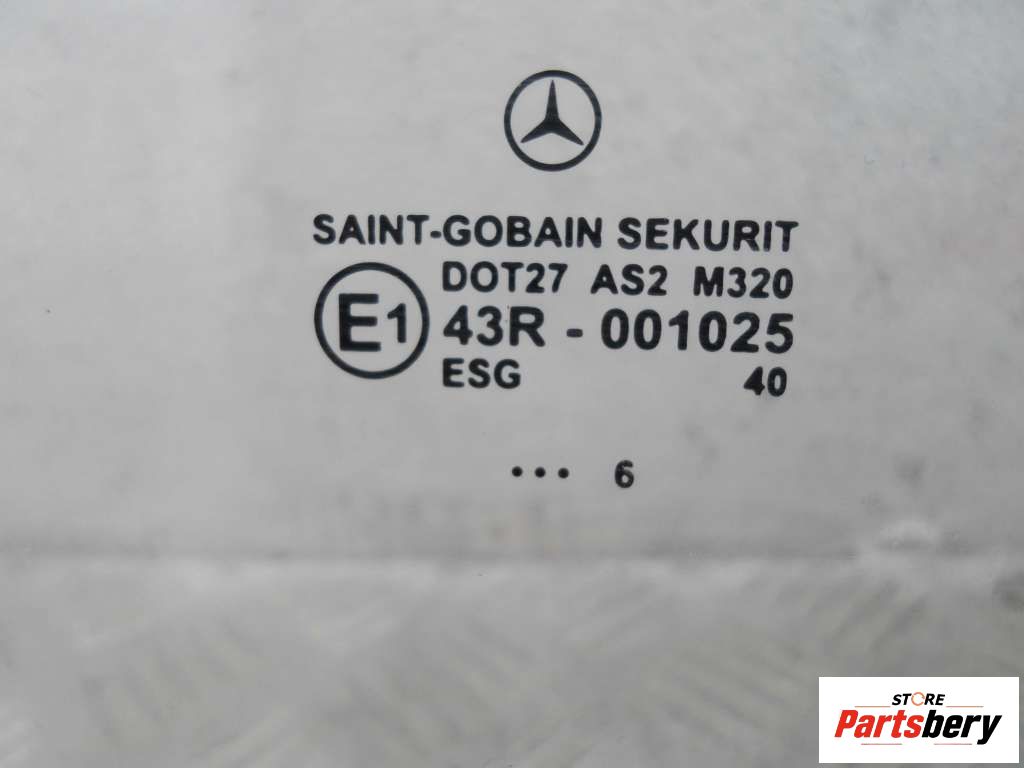 SAINT-GOBAIN SEKURIT
DOT27 AS2 M320
E1 43R - 001025
ESG 40
... 6
STORE
Partsbery